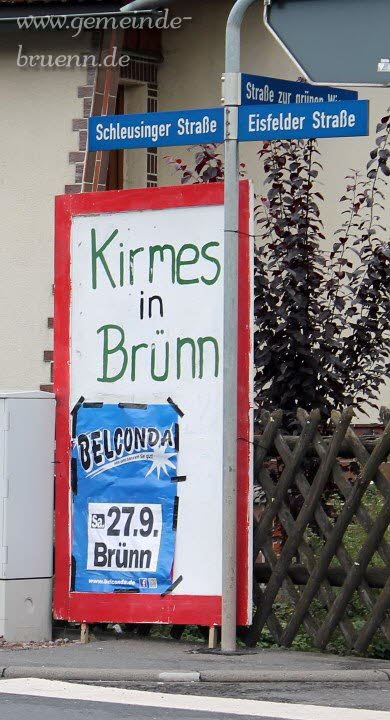 www.gemeinde-
bruenn.de
Straße zur grünen
Schleusinger Straße
Eisfelder Straße
Kirmes
in
Brünn
BELCONDA
Sa. 27.9.
Brünn
www.belconda.de